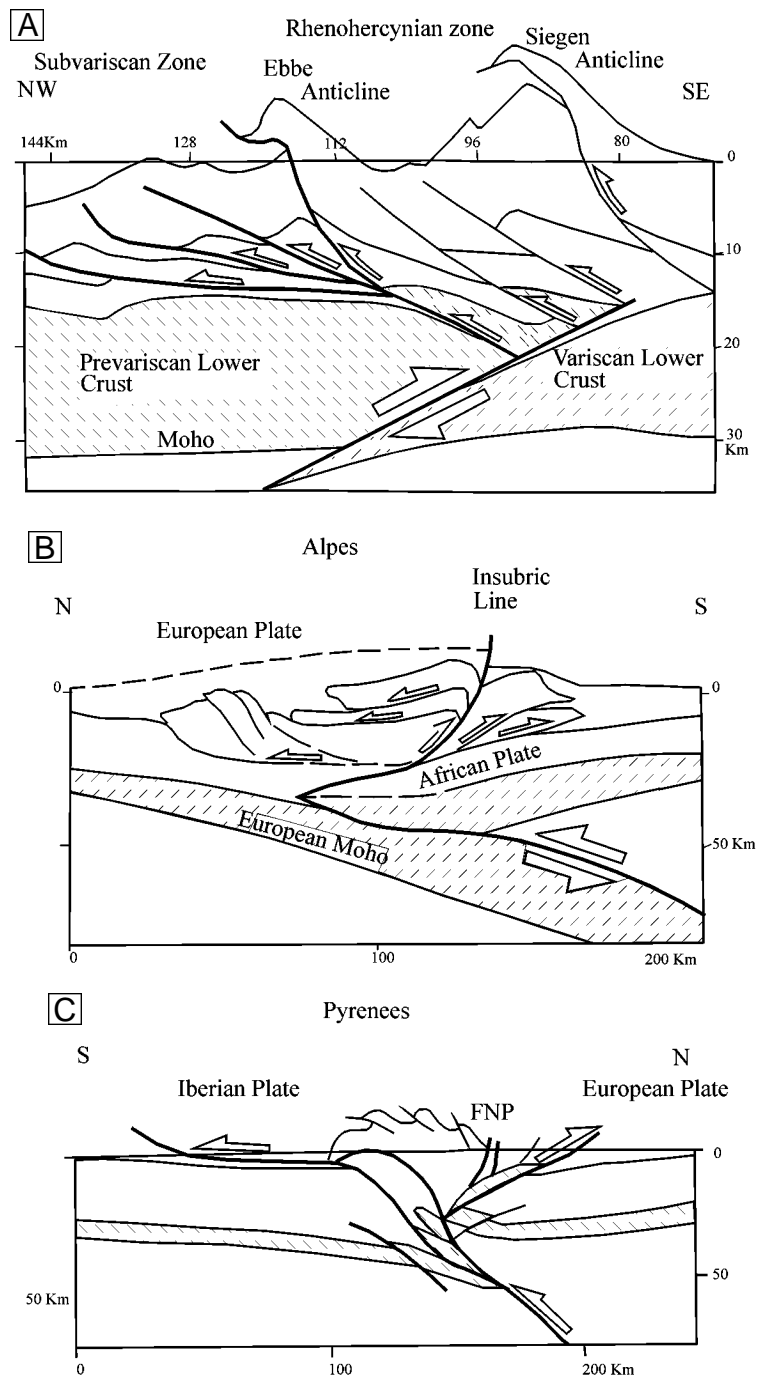 A
Rhenohercynian zone
Siegen
Anticline
Subvariscan Zone
Ebbe
Anticline
NW
SE
144Km
128
112
96
80
0
10
20
30
Km
Prevariscan Lower
Crust
Variscan Lower
Crust
Moho
B
Alpes
Insubric
Line
N
S
European Plate
0
0
African Plate
European Moho
50 Km
0
100
200 Km
C
Pyrenees
S
N
Iberian Plate
European Plate
FNP
0
50
50 Km
0
100
200 Km